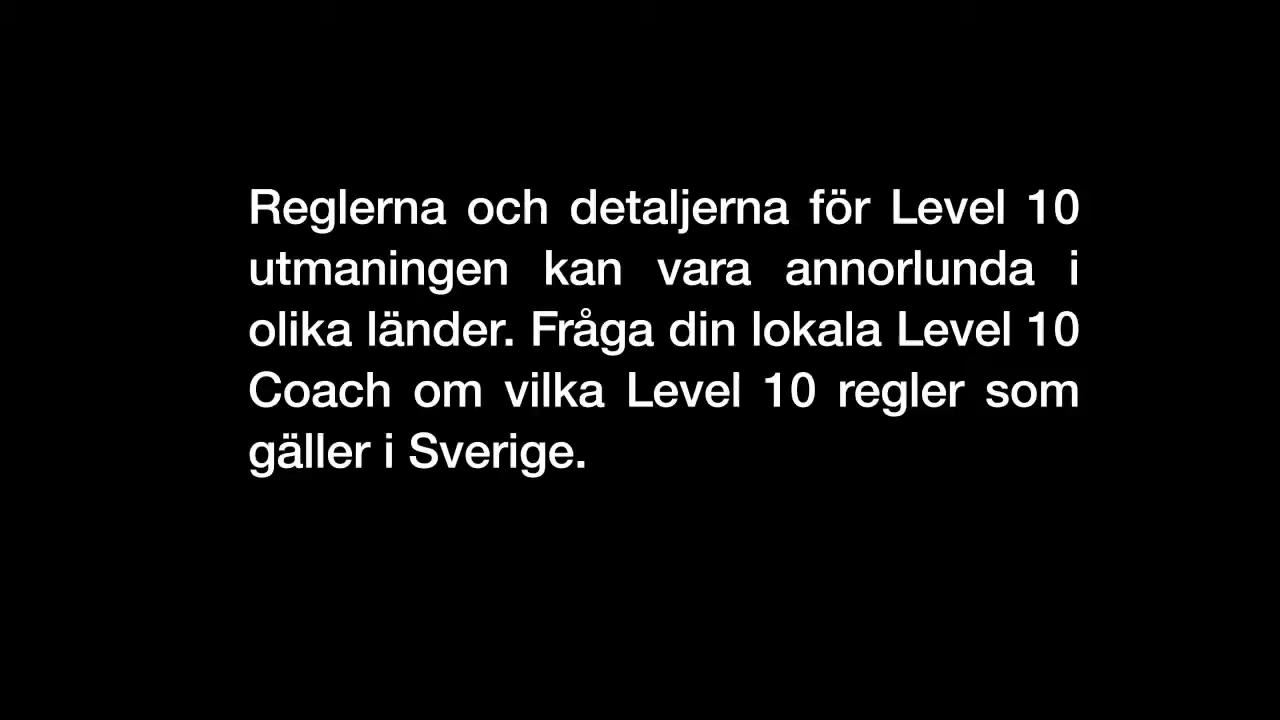 Reglerna och detaljerna för Level 10
utmaningen kan vara annorlunda i
olika länder. Fråga din lokala Level 10
Coach om vilka Level 10 regler som
gäller i Sverige.